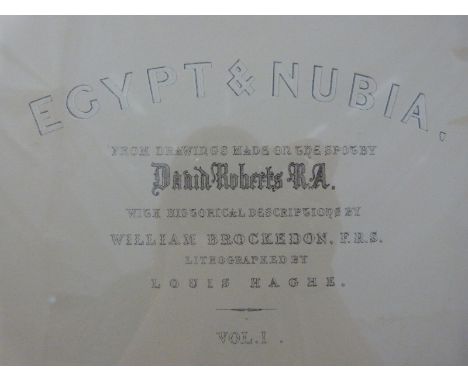 EGYPT & NUBIA.
FROM DRAWINGS MADE ON THE SPOT BY
David Roberts R.A.
WITH HISTORICAL DESCRIPTIONS BY
WILLIAM BROCKEDON, F.R.S.
LITHOGRAPHED BY
LOUIS HAGHE.
VOL. I.